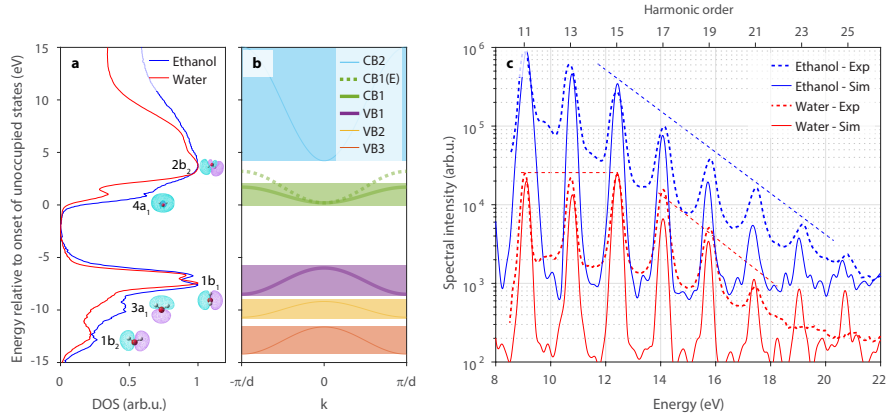 Harmonic order
11 13 15 17 19 21 23 25
a
Ethanol
Water
2b2
4a1
1b1
3a1
1b2
15
10
5
0
-5
-10
-15
Energy relative to onset of unoccupied states (eV)
0 0.5 1
DOS (arb.u.)
b
CB2
CB1(E)
CB1
VB1
VB2
VB3
-π/d 0 π/d
k
c
Ethanol - Exp
Ethanol - Sim
Water - Exp
Water - Sim
10^6
10^5
10^4
10^3
10^2
Spectral intensity (arb.u.)
8 10 12 14 16 18 20 22
Energy (eV)